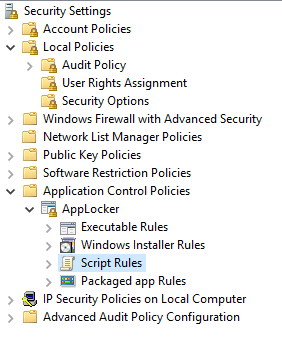 Security Settings
Account Policies
Local Policies
Audit Policy
User Rights Assignment
Security Options
Windows Firewall with Advanced Security
Network List Manager Policies
Public Key Policies
Software Restriction Policies
Application Control Policies
AppLocker
Executable Rules
Windows Installer Rules
Script Rules
Packaged app Rules
IP Security Policies on Local Computer
Advanced Audit Policy Configuration